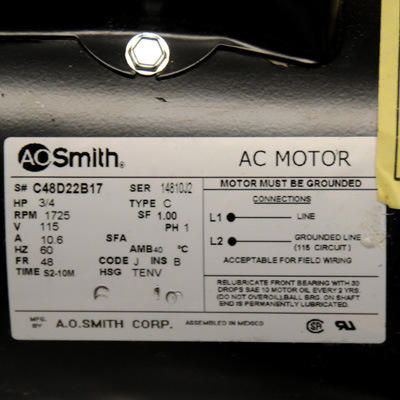 AO Smith®
AC MOTOR
S# C48D22B17 SER 14810J2
HP 3/4 TYPE C
RPM 1725 SF 1.00
V 115 PH 1
A 10.6 SFA
HZ 60 AMB 40 °C
FR 48 CODE J INS B
TIME S2-10M HSG TENV
MOTOR MUST BE GROUNDED
CONNECTIONS
L1 LINE
L2 GROUNDED LINE
(115 CIRCUIT)
ACCEPTABLE FOR FIELD WIRING
RELUBRICATE FRONT BEARING WITH 30
DROPS SAE 10 MOTOR OIL EVERY 2 YRS.
(DO NOT OVEROIL) BALL BRG. ON SHAFT
END IS PERMANENTLY LUBRICATED.
MFG. BY A.O.SMITH CORP. ASSEMBLED IN MEXICO